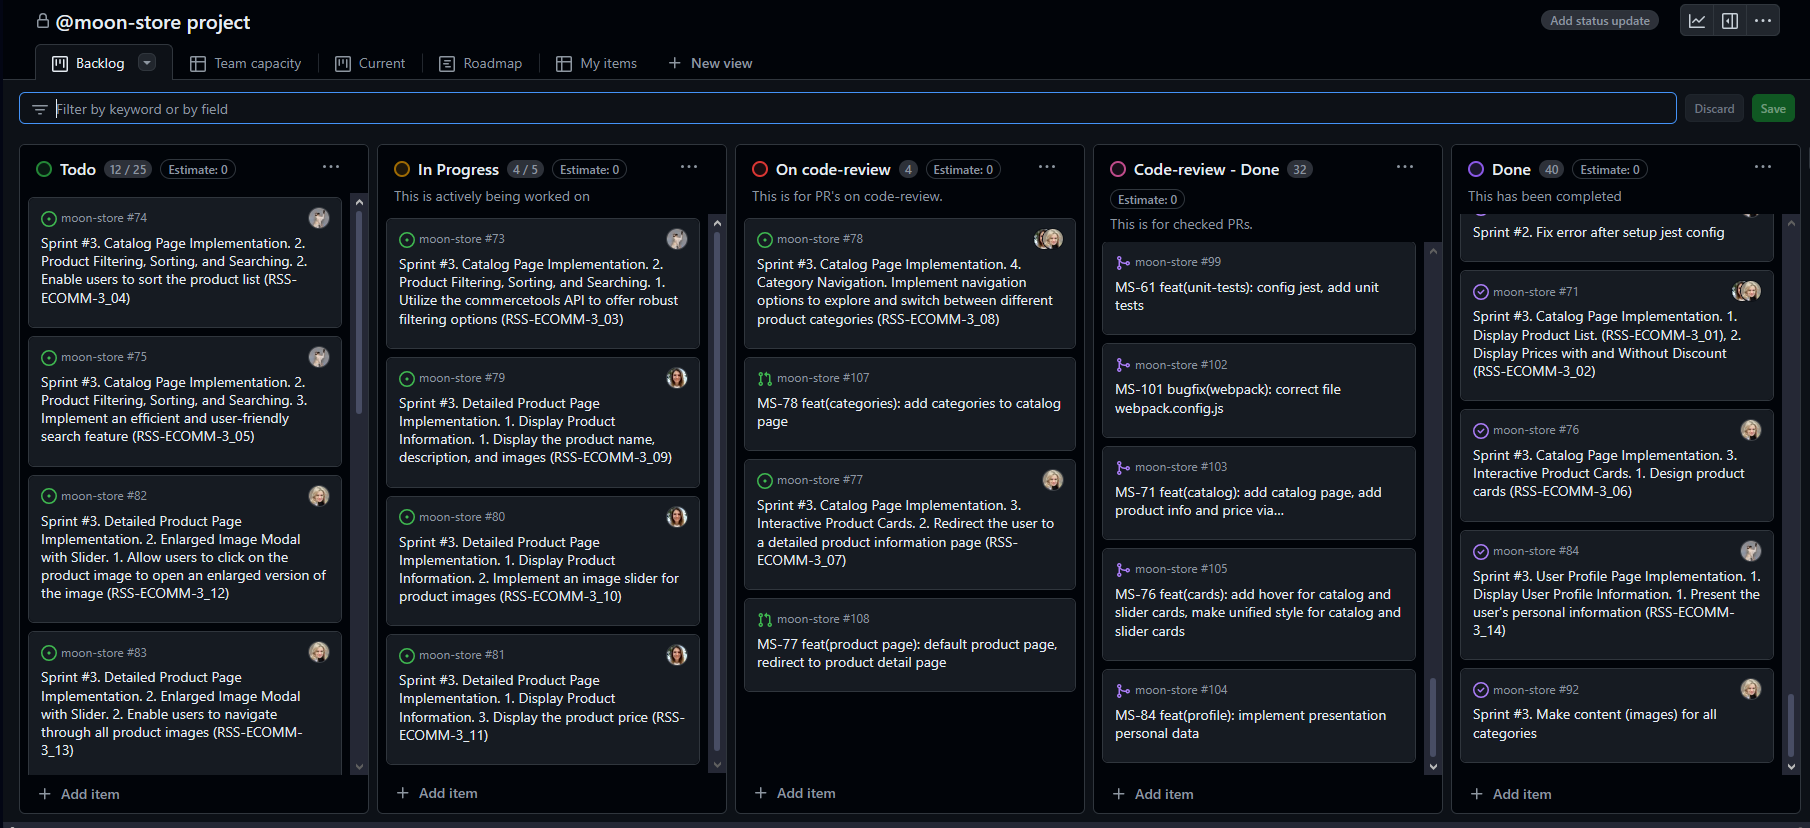 @moon-store project
Add status update
Backlog
Team capacity
Current
Roadmap
My items
New view
Filter by keyword or by field
Discard
Save
Todo 12 / 25 Estimate: 0
moon-store #74
Sprint #3. Catalog Page Implementation. 2.
Product Filtering, Sorting, and Searching. 2.
Enable users to sort the product list (RSS-
ECOMM-3_04)
moon-store #75
Sprint #3. Catalog Page Implementation. 2.
Product Filtering, Sorting, and Searching. 3.
Implement an efficient and user-friendly
search feature (RSS-ECOMM-3_05)
moon-store #82
Sprint #3. Detailed Product Page
Implementation. 2. Enlarged Image Modal
with Slider. 1. Allow users to click on the
product image to open an enlarged version of
the image (RSS-ECOMM-3_12)
moon-store #83
Sprint #3. Detailed Product Page
Implementation. 2. Enlarged Image Modal
with Slider. 2. Enable users to navigate
through all product images (RSS-ECOMM-
3_13)
Add item
In Progress 4 / 5 Estimate: 0
This is actively being worked on
moon-store #73
Sprint #3. Catalog Page Implementation. 2.
Product Filtering, Sorting, and Searching. 1.
Utilize the commercetools API to offer robust
filtering options (RSS-ECOMM-3_03)
moon-store #79
Sprint #3. Detailed Product Page
Implementation. 1. Display Product
Information. 1. Display the product name,
description, and images (RSS-ECOMM-3_09)
moon-store #80
Sprint #3. Detailed Product Page
Implementation. 1. Display Product
Information. 2. Implement an image slider for
product images (RSS-ECOMM-3_10)
moon-store #81
Sprint #3. Detailed Product Page
Implementation. 1. Display Product
Information. 3. Display the product price (RSS-
ECOMM-3_11)
Add item
On code-review 4 Estimate: 0
This is for PR's on code-review.
moon-store #78
Sprint #3. Catalog Page Implementation. 4.
Category Navigation. Implement navigation
options to explore and switch between different
product categories (RSS-ECOMM-3_08)
moon-store #107
MS-78 feat(categories): add categories to catalog
page
moon-store #77
Sprint #3. Catalog Page Implementation. 3.
Interactive Product Cards. 2. Redirect the user to
a detailed product information page (RSS-
ECOMM-3_07)
moon-store #108
MS-77 feat(product page): default product page,
redirect to product detail page
Add item
Code-review - Done 32
Estimate: 0
This is for checked PRs.
moon-store #99
MS-61 feat(unit-tests): config jest, add unit
tests
moon-store #102
MS-101 bugfix(webpack): correct file
webpack.config.js
moon-store #103
MS-71 feat(catalog): add catalog page, add
product info and price via...
moon-store #105
MS-76 feat(cards): add hover for catalog and
slider cards, make unified style for catalog and
slider cards
moon-store #104
MS-84 feat(profile): implement presentation
personal data
Add item
Done 40 Estimate: 0
This has been completed
Sprint #2. Fix error after setup jest config
moon-store #71
Sprint #3. Catalog Page Implementation. 1.
Display Product List. (RSS-ECOMM-3_01), 2.
Display Prices with and Without Discount
(RSS-ECOMM-3_02)
moon-store #76
Sprint #3. Catalog Page Implementation. 3.
Interactive Product Cards. 1. Design product
cards (RSS-ECOMM-3_06)
moon-store #84
Sprint #3. User Profile Page Implementation. 1.
Display User Profile Information. 1. Present the
user's personal information (RSS-ECOMM-
3_14)
moon-store #92
Sprint #3. Make content (images) for all
categories
Add item